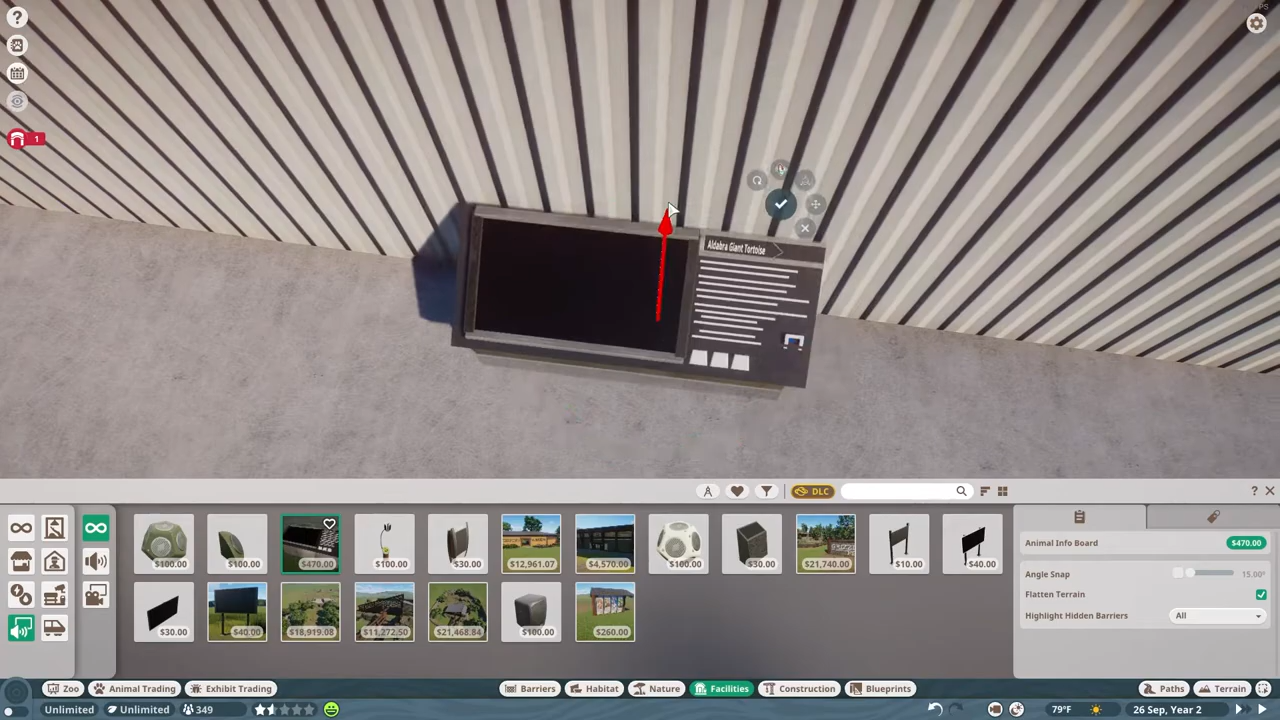 FPS
?
1
Aldabra Giant Tortoise
DLC
? ×
$100.00 $100.00 $470.00 $100.00 $30.00 $12,961.07 $4,570.00 $100.00 $30.00 $21,740.00 $10.00 $40.00
$30.00 $40.00 $18,919.08 $11,272.50 $21,468.84 $100.00 $260.00
Animal Info Board $470.00
Angle Snap 15.00°
Flatten Terrain
Highlight Hidden Barriers All
Zoo Animal Trading Exhibit Trading Barriers Habitat Nature Facilities Construction Blueprints Paths Terrain
Unlimited Unlimited 349 79°F 26 Sep, Year 2